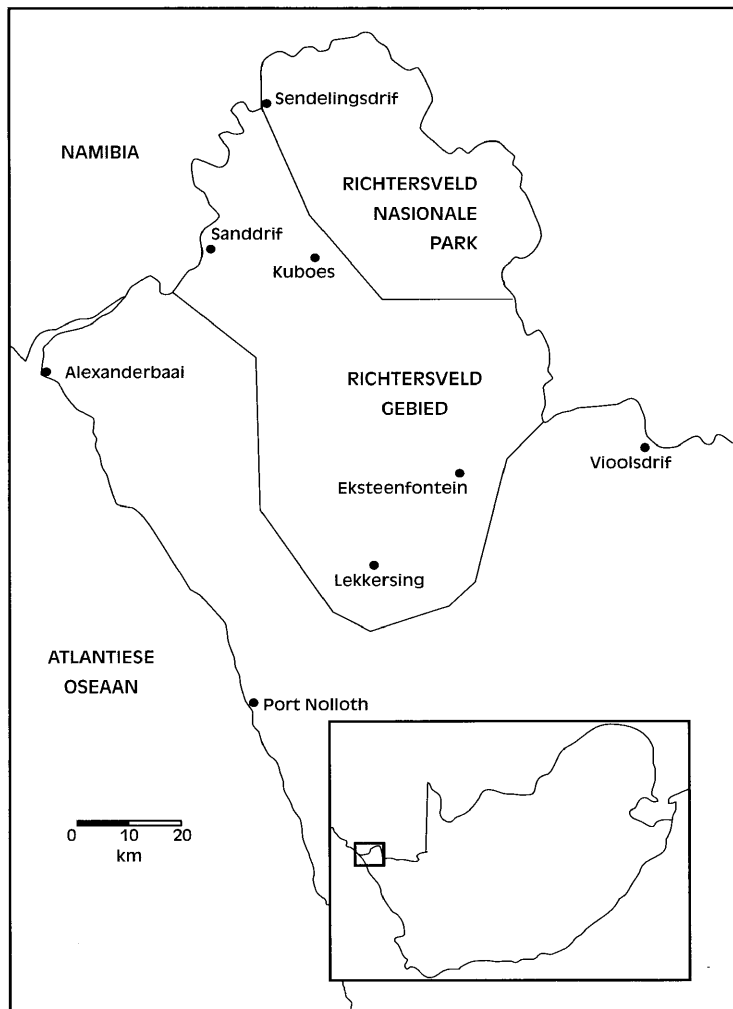 Sendelingsdrif
NAMIBIA
RICHTERSVELD
NASIONALE
PARK
Sanddrif
Kuboes
Alexanderbaai
RICHTERSVELD
GEBIED
Vioolsdrif
Eksteenfontein
Lekkersing
ATLANTIESE
OSEAAN
Port Nolloth
0 10 20
km